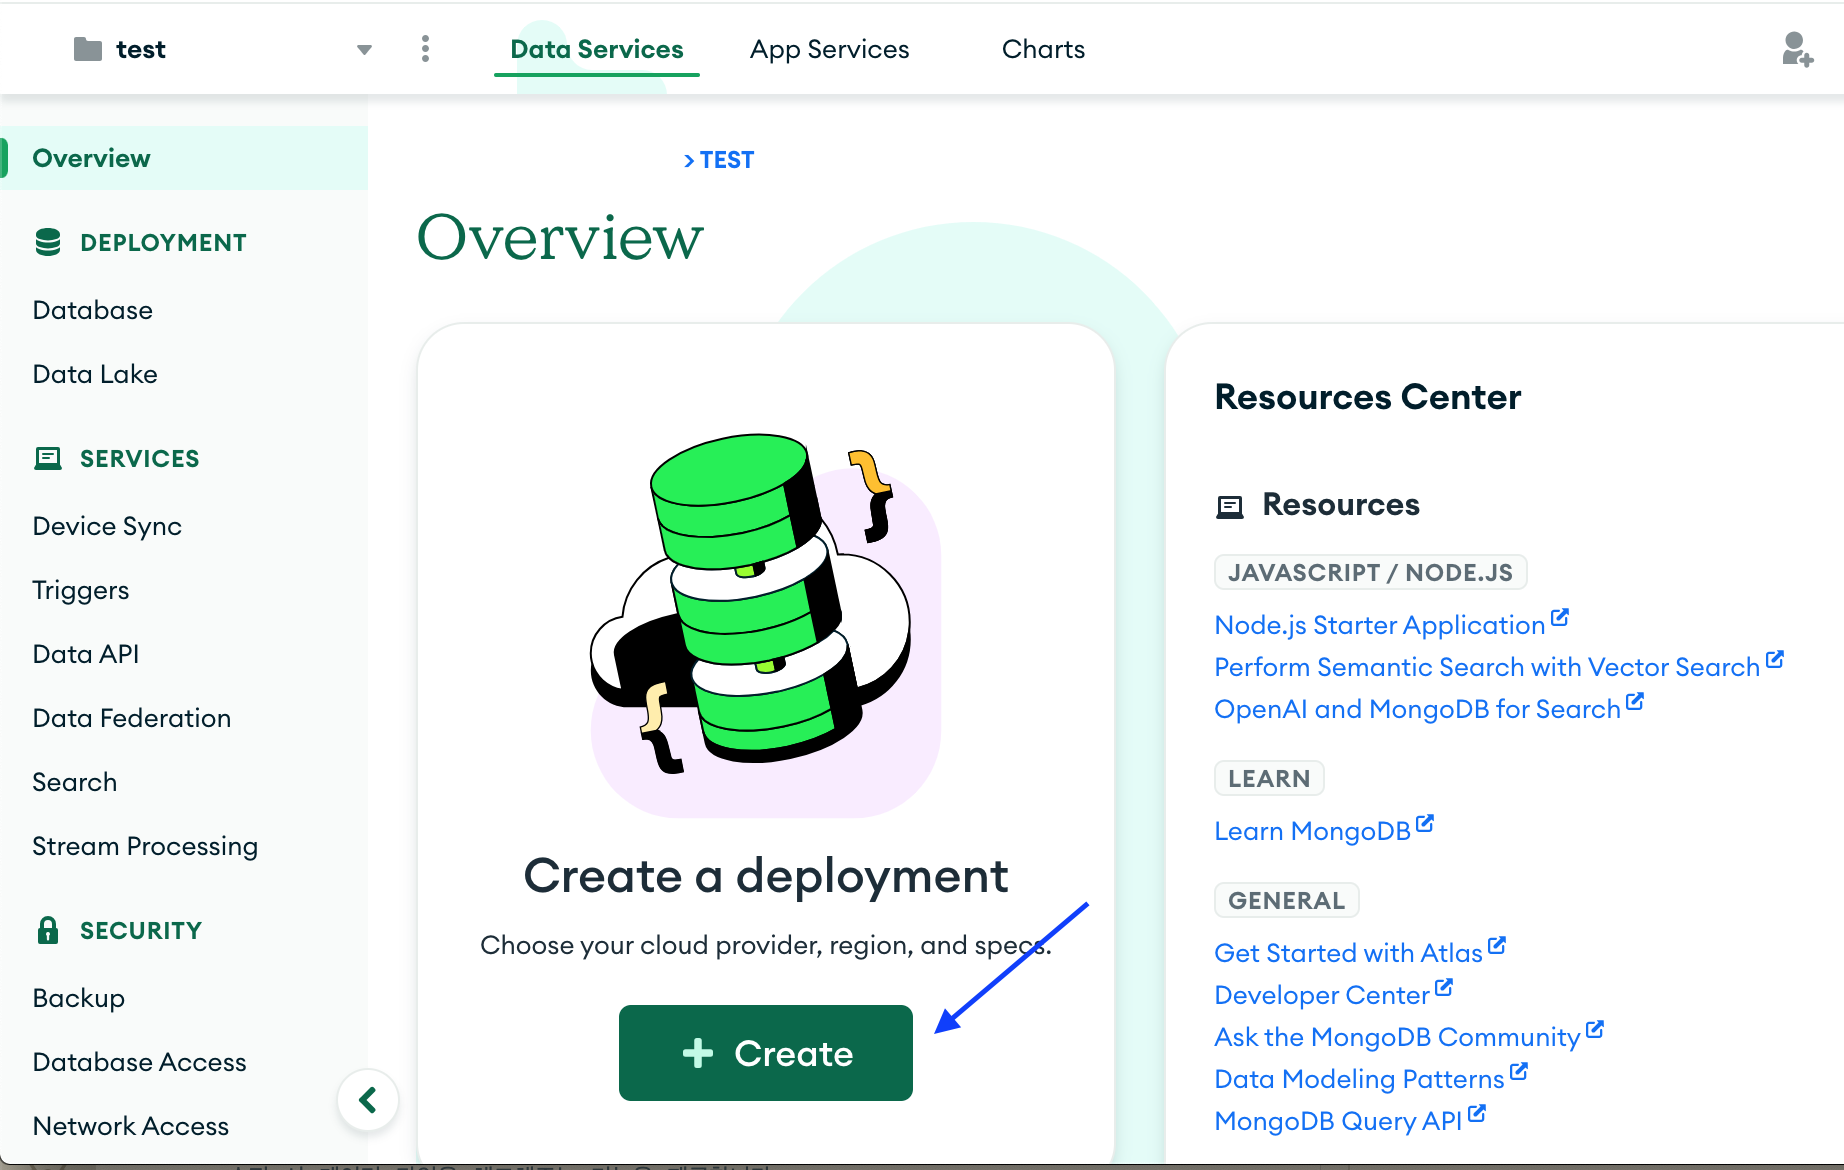 test
Data Services
App Services
Charts
Overview
DEPLOYMENT
Database
Data Lake
SERVICES
Device Sync
Triggers
Data API
Data Federation
Search
Stream Processing
SECURITY
Backup
Database Access
Network Access
> TEST
Overview
Create a deployment
Choose your cloud provider, region, and specs.
+ Create
Resources Center
Resources
JAVASCRIPT / NODE.JS
Node.js Starter Application
Perform Semantic Search with Vector Search
OpenAI and MongoDB for Search
LEARN
Learn MongoDB
GENERAL
Get Started with Atlas
Developer Center
Ask the MongoDB Community
Data Modeling Patterns
MongoDB Query API